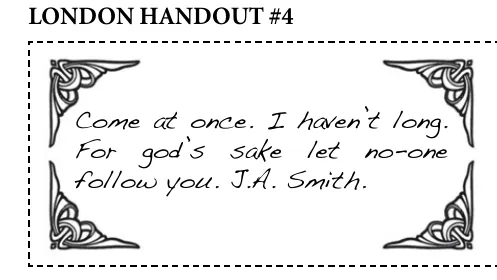 LONDON HANDOUT #4
Come at once. I haven't long.
For god's sake let no-one
follow you. J.A. Smith.